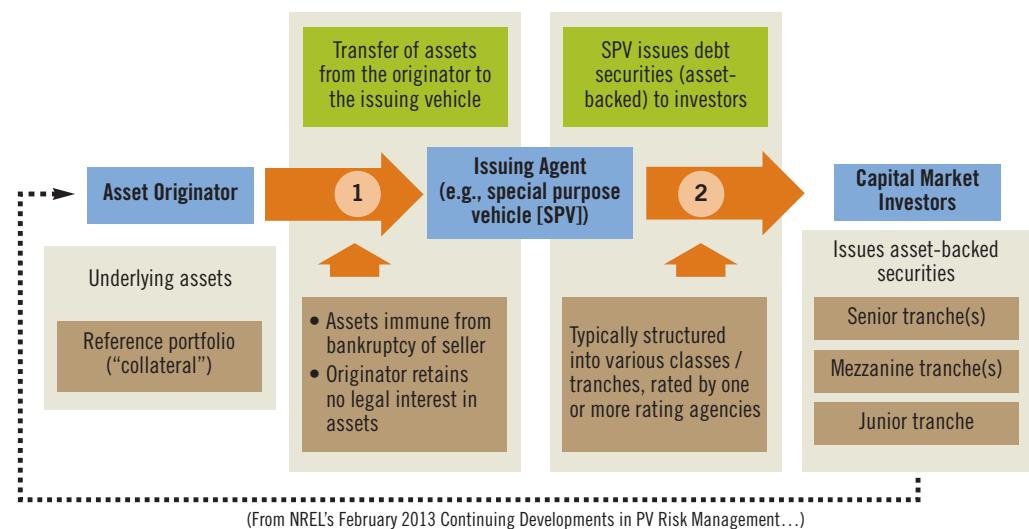 Transfer of assets
from the originator to
the issuing vehicle
SPV issues debt
securities (asset-
backed) to investors
Asset Originator
1
Issuing Agent
(e.g., special purpose
vehicle [SPV])
2
Capital Market
Investors
Underlying assets
Reference portfolio
(“collateral”)
• Assets immune from
bankruptcy of seller
• Originator retains
no legal interest in
assets
Typically structured
into various classes /
tranches, rated by one
or more rating agencies
Issues asset-backed
securities
Senior tranche(s)
Mezzanine tranche(s)
Junior tranche
(From NREL’s February 2013 Continuing Developments in PV Risk Management…)